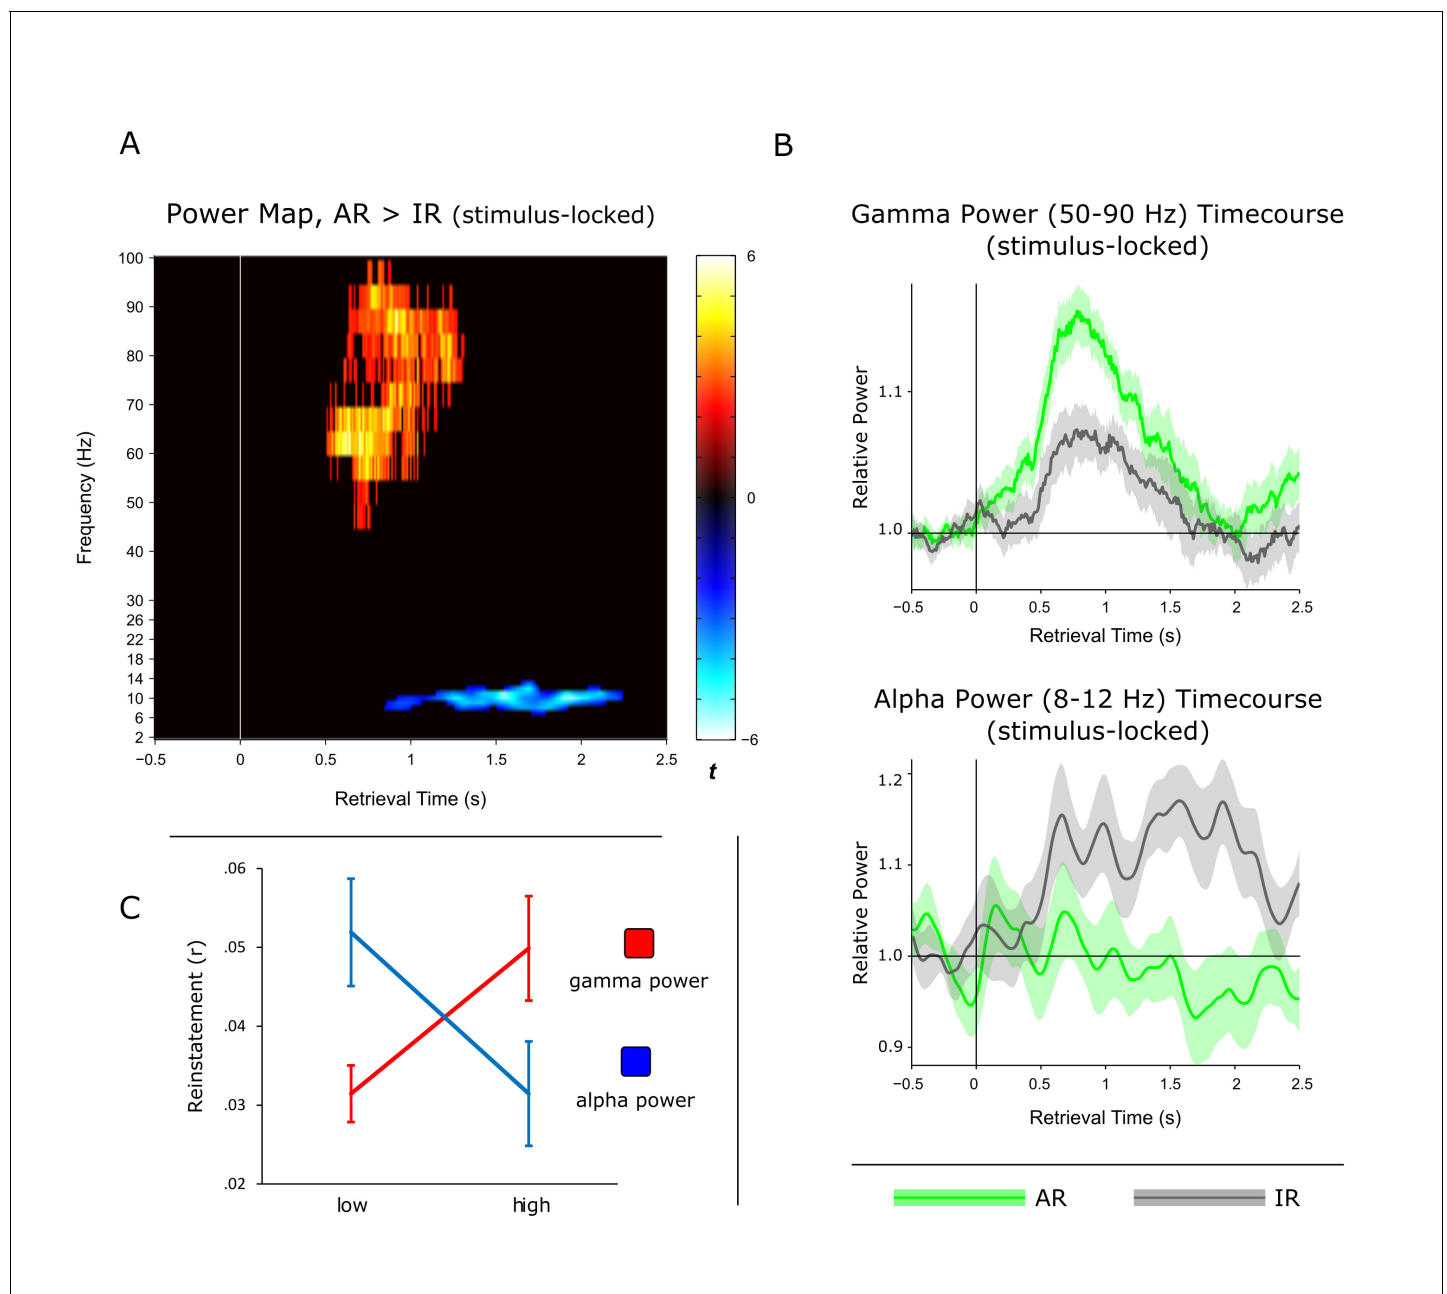 A
Power Map, AR > IR (stimulus-locked)
100
90
80
70
60
50
40
30
26
22
18
14
10
6
2
Frequency (Hz)
−0.5
0
0.5
1
1.5
2
2.5
Retrieval Time (s)
6
0
−6
t
B
Gamma Power (50-90 Hz) Timecourse
(stimulus-locked)
1.1
1.0
Relative Power
−0.5
0
0.5
1
1.5
2
2.5
Retrieval Time (s)
Alpha Power (8-12 Hz) Timecourse
(stimulus-locked)
1.2
1.1
1.0
0.9
Relative Power
−0.5
0
0.5
1
1.5
2
2.5
Retrieval Time (s)
AR
IR
C
.06
.05
.04
.03
.02
Reinstatement (r)
low
high
gamma power
alpha power